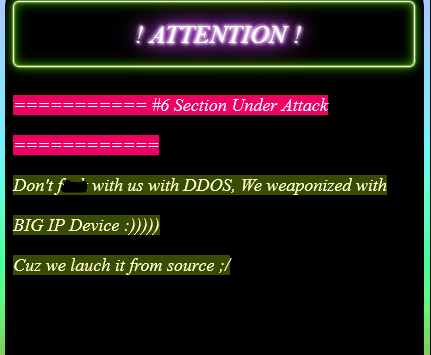 ! ATTENTION !
=========== #6 Section Under Attack
============
Don't with us with DDOS, We weaponized with
BIG IP Device :)))))
Cuz we lauch it from source ;/